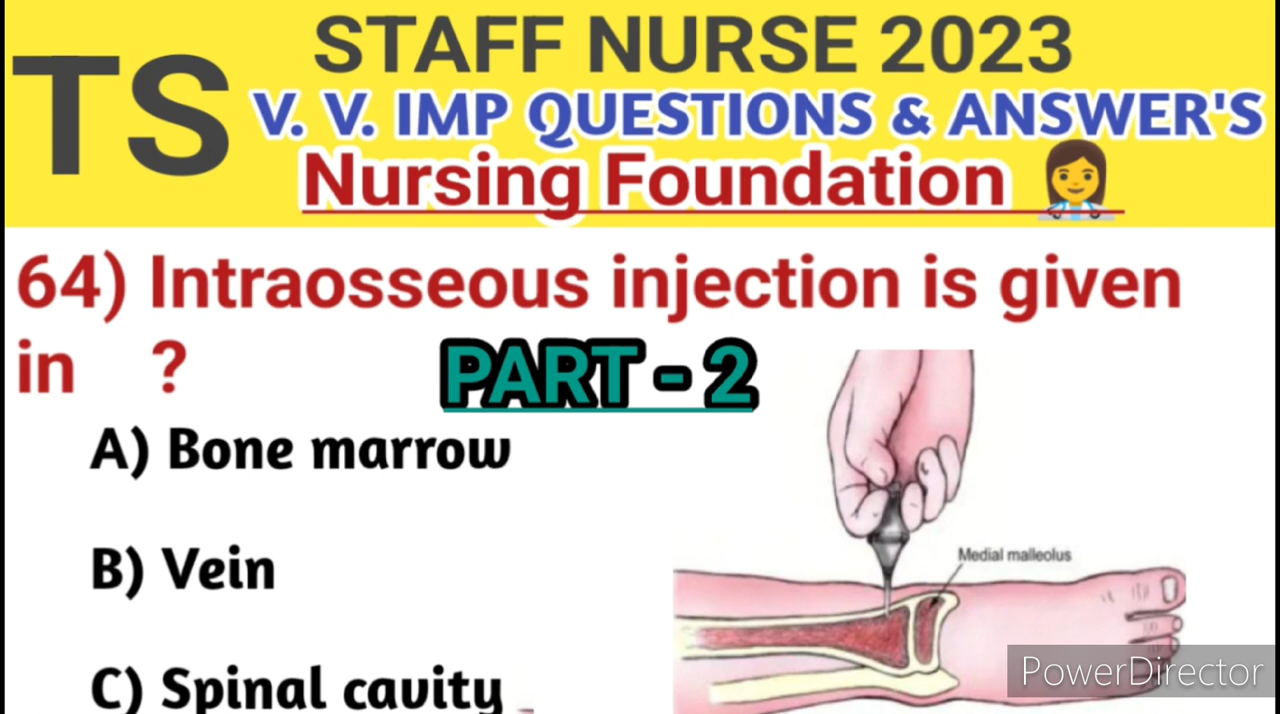 TS
STAFF NURSE 2023
V. V. IMP QUESTIONS & ANSWER'S
Nursing Foundation
64) Intraosseous injection is given
in ?
PART - 2
A) Bone marrow
Medial malleolus
B) Vein
C) Spinal cavity
PowerDirector